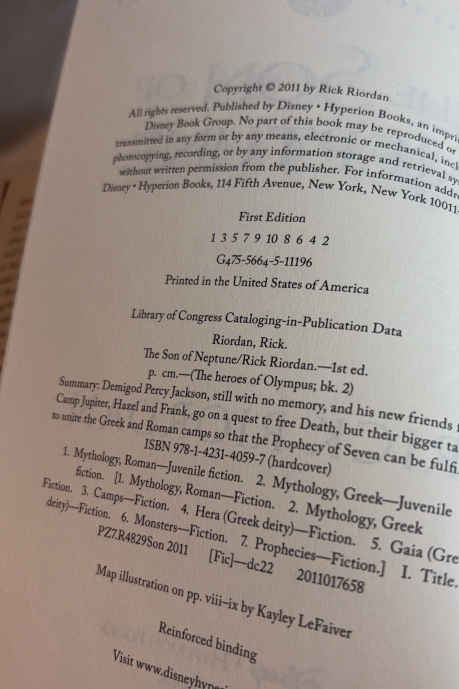 Copyright © 2011 by Rick Riordan
All rights reserved. Published by Disney • Hyperion Books, an
Disney Book Group. No part of this book may be reproduced or
transmitted in any form or by any means, electronic or mechanical,
photocopying, recording, or by any information storage and retrieval
without written permission from the publisher. For information
Disney • Hyperion Books, 114 Fifth Avenue, New York, New York 10011-
First Edition
1 3 5 7 9 10 8 6 4 2
G475-5664-5-11196
Printed in the United States of America
Library of Congress Cataloging-in-Publication Data
Riordan, Rick.
The Son of Neptune/Rick Riordan.—1st ed.
p. cm.—(The heroes of Olympus; bk. 2)
Summary: Demigod Percy Jackson, still with no memory, and his new friends
Camp Jupiter, Hazel and Frank, go on a quest to free Death, but their bigger
to unite the Greek and Roman camps so that the Prophecy of Seven can be
ISBN 978-1-4231-4059-7 (hardcover)
1. Mythology, Roman—Juvenile fiction. 2. Mythology, Greek—Juvenile
fiction. [1. Mythology, Roman—Fiction. 2. Mythology, Greek
Fiction. 3. Camps—Fiction. 4. Hera (Greek deity)—Fiction. 5. Gaia (Gre
deity)—Fiction. 6. Monsters—Fiction. 7. Prophecies—Fiction.] I. Title.
PZ7.R4829Son 2011 [Fic]—dc22 2011017658
Map illustration on pp. viii–ix by Kayley LeFaiver
Reinforced binding
Visit